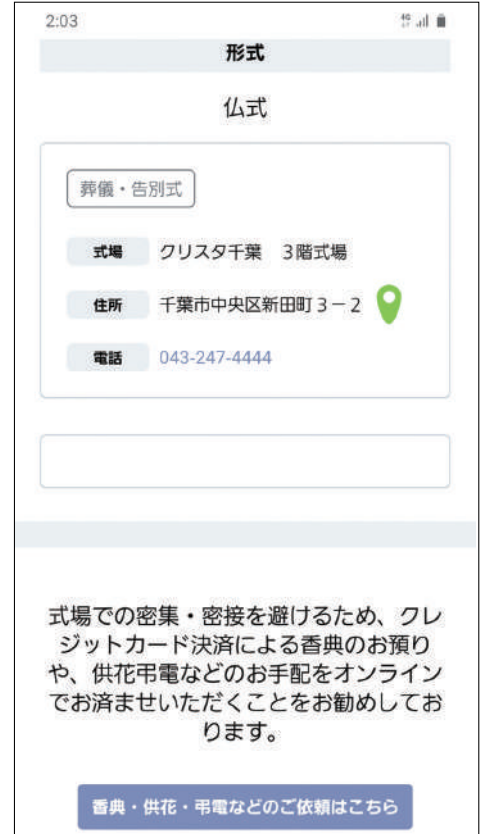 2:03
形式
仏式
葬儀・告別式
式場 クリスタ千葉 3階式場
住所 千葉市中央区新田町3-2
電話 043-247-4444
式場での密集・密接を避けるため、クレ
ジットカード決済による香典のお預り
や、供花弔電などのお手配をオンライン
でお済ませいただくことをお勧めしてお
ります。
香典・供花・弔電などのご依頼はこちら